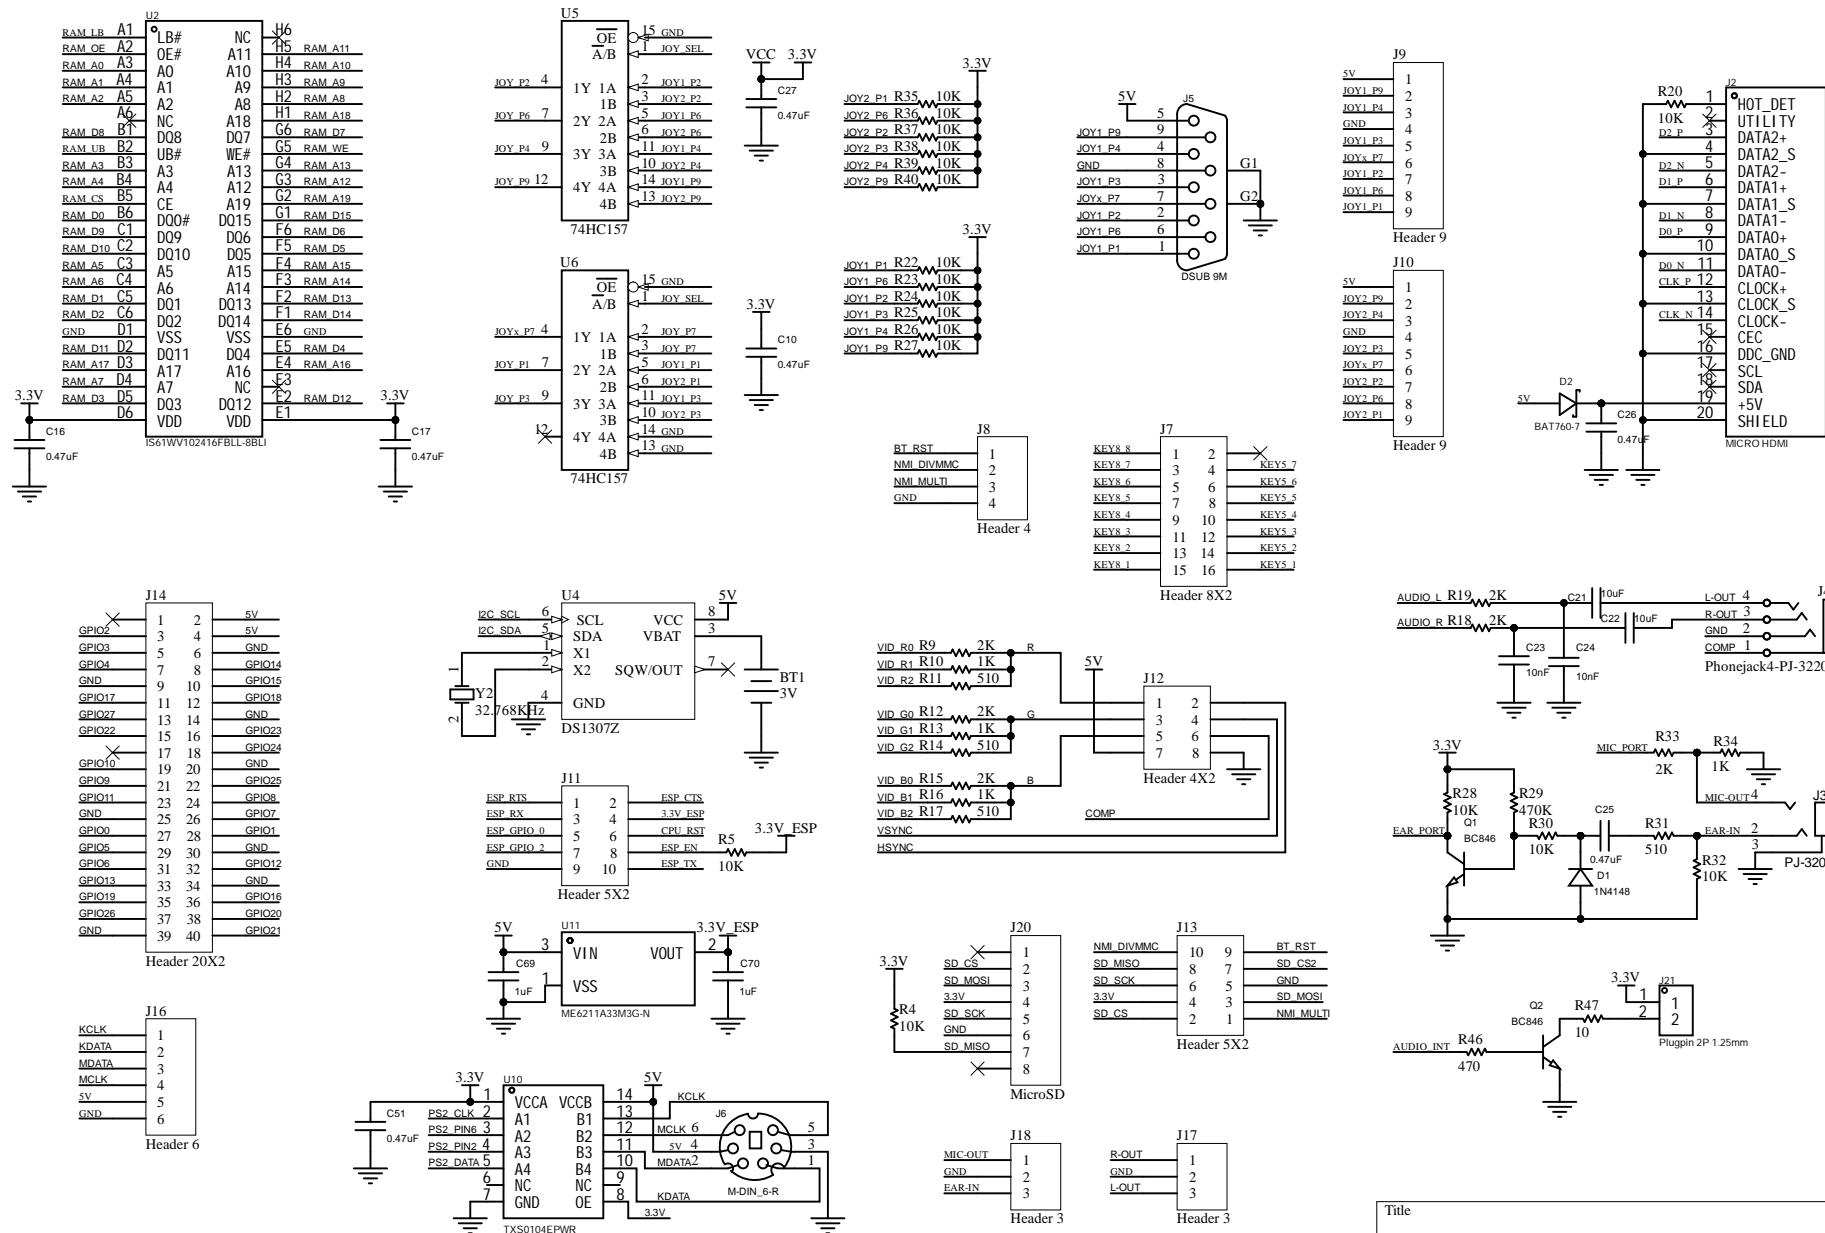 U2
RAM_LB A1 LB# NC H6
RAM_OE A2 OE# A11 H5 RAM_A11
RAM_A0 A3 A0 A10 H4 RAM_A10
RAM_A1 A4 A1 A9 H3 RAM_A9
RAM_A2 A5 A2 A8 H2 RAM_A8
A6 NC A18 H1 RAM_A18
RAM_D8 B1 DQ8 DQ7 G6 RAM_D7
RAM_UB B2 UB# WE# G5 RAM_WE
RAM_A3 B3 A3 A13 G4 RAM_A13
RAM_A4 B4 A4 A12 G3 RAM_A12
RAM_CS B5 CE A19 G2 RAM_A19
RAM_D0 B6 DQ0# DQ15 G1 RAM_D15
RAM_D9 C1 DQ9 DQ6 F6 RAM_D6
RAM_D10 C2 DQ10 DQ5 F5 RAM_D5
RAM_A5 C3 A5 A15 F4 RAM_A15
RAM_A6 C4 A6 A14 F3 RAM_A14
RAM_D1 C5 DQ1 DQ13 F2 RAM_D13
RAM_D2 C6 DQ2 DQ14 F1 RAM_D14
GND D1 VSS VSS E6 GND
RAM_D11 D2 DQ11 DQ4 E5 RAM_D4
RAM_A17 D3 A17 A16 E4 RAM_A16
RAM_A7 D4 A7 NC E3
RAM_D3 D5 DQ3 DQ12 E2 RAM_D12
D6 VDD VDD E1
IS61WV102416FBLL-8BLI
3.3V
C16
0.47uF
3.3V
C17
0.47uF
U5
OE 15 GND
A/B 1 JOY_SEL
JOY_P2 4 1Y 1A 2 JOY1_P2
1B 3 JOY2_P2
JOY_P6 7 2Y 2A 5 JOY1_P6
2B 6 JOY2_P6
JOY_P4 9 3Y 3A 11 JOY1_P4
3B 10 JOY2_P4
JOY_P9 12 4Y 4A 14 JOY1_P9
4B 13 JOY2_P9
74HC157
VCC 3.3V
C27
0.47uF
U6
OE 15 GND
A/B 1 JOY_SEL
JOYx_P7 4 1Y 1A 2 JOY_P7
1B 3 JOY_P7
JOY_P1 7 2Y 2A 5 JOY1_P1
2B 6 JOY2_P1
JOY_P3 9 3Y 3A 11 JOY1_P3
3B 10 JOY2_P3
12 4Y 4A 14 GND
4B 13 GND
74HC157
3.3V
C10
0.47uF
3.3V
JOY2_P1 R35 10K
JOY2_P6 R36 10K
JOY2_P2 R37 10K
JOY2_P3 R38 10K
JOY2_P4 R39 10K
JOY2_P9 R40 10K
3.3V
JOY1_P1 R22 10K
JOY1_P6 R23 10K
JOY1_P2 R24 10K
JOY1_P3 R25 10K
JOY1_P4 R26 10K
JOY1_P9 R27 10K
J5
5V 5
JOY1_P9 9
JOY1_P4 4
GND 8 G1
JOY1_P3 3
JOYx_P7 7 G2
JOY1_P2 2
JOY1_P6 6
JOY1_P1 1
DSUB 9M
J9
5V 1
JOY1_P9 2
JOY1_P4 3
GND 4
JOY1_P3 5
JOYx_P7 6
JOY1_P2 7
JOY1_P6 8
JOY1_P1 9
Header 9
J10
5V 1
JOY2_P9 2
JOY2_P4 3
GND 4
JOY2_P3 5
JOYx_P7 6
JOY2_P2 7
JOY2_P6 8
JOY2_P1 9
Header 9
J2
R20
10K
1 HOT_DET
2 UTILITY
D2_P 3 DATA2+
4 DATA2_S
D2_N 5 DATA2-
D1_P 6 DATA1+
7 DATA1_S
D1_N 8 DATA1-
D0_P 9 DATA0+
10 DATA0_S
D0_N 11 DATA0-
CLK_P 12 CLOCK+
13 CLOCK_S
CLK_N 14 CLOCK-
15 CEC
16 DDC_GND
17 SCL
18 SDA
19 +5V
20 SHIELD
MICRO HDMI
5V
D2
BAT760-7
C26
0.47uF
J8
BT_RST 1
NMI_DIVMMC 2
NMI_MULTI 3
GND 4
Header 4
J7
KEY8_8 1 2
KEY8_7 3 4 KEY5_7
KEY8_6 5 6 KEY5_6
KEY8_5 7 8 KEY5_5
KEY8_4 9 10 KEY5_4
KEY8_3 11 12 KEY5_3
KEY8_2 13 14 KEY5_2
KEY8_1 15 16 KEY5_1
Header 8X2
J14
1 2 5V
GPIO2 3 4 5V
GPIO3 5 6 GND
GPIO4 7 8 GPIO14
GND 9 10 GPIO15
GPIO17 11 12 GPIO18
GPIO27 13 14 GND
GPIO22 15 16 GPIO23
17 18 GPIO24
GPIO10 19 20 GND
GPIO9 21 22 GPIO25
GPIO11 23 24 GPIO8
GND 25 26 GPIO7
GPIO0 27 28 GPIO1
GPIO5 29 30 GND
GPIO6 31 32 GPIO12
GPIO13 33 34 GND
GPIO19 35 36 GPIO16
GPIO26 37 38 GPIO20
GND 39 40 GPIO21
Header 20X2
U4
5V
I2C_SCL 6 SCL VCC 8
I2C_SDA 5 SDA VBAT 3
1 X1
2 X2 SQW/OUT 7
4 GND
DS1307Z
1
Y2
32.768KHz
2
BT1
3V
VID_R0 R9 2K R
VID_R1 R10 1K
VID_R2 R11 510
VID_G0 R12 2K G
VID_G1 R13 1K
VID_G2 R14 510
VID_B0 R15 2K B
VID_B1 R16 1K
VID_B2 R17 510
VSYNC
HSYNC
5V
COMP
J12
1 2
3 4
5 6
7 8
Header 4X2
AUDIO_L R19 2K
AUDIO_R R18 2K
C21 10uF
C22 10uF
C23
10nF
C24
10nF
L-OUT 4
R-OUT 3
GND 2
COMP 1
Phonejack4-PJ-3220
J11
ESP_RTS 1 2 ESP_CTS
ESP_RX 3 4 3.3V_ESP
ESP_GPIO_0 5 6 CPU_RST
ESP_GPIO_2 7 8 ESP_EN
GND 9 10 ESP_TX
Header 5X2
R5
10K
3.3V_ESP
3.3V
R28
10K
R29
470K
EAR_PORT
Q1
BC846
R30
10K
C25
0.47uF
D1
1N4148
R31
510
R32
10K
MIC_PORT
R33
2K
R34
1K
MIC-OUT 4
EAR-IN 2
3
J3
PJ-320
U11
5V
3 VIN VOUT 2
1 VSS
ME6211A33M3G-N
3.3V_ESP
C69
1uF
C70
1uF
3.3V
R4
10K
J20
1
SD_CS 2
SD_MOSI 3
3.3V 4
SD_SCK 5
GND 6
SD_MISO 7
8
MicroSD
J13
NMI_DIVMMC 10 9 BT_RST
SD_MISO 8 7 SD_CS2
SD_SCK 6 5 GND
3.3V 4 3 SD_MOSI
SD_CS 2 1 NMI_MULTI
Header 5X2
AUDIO_INT
R46
470
Q2
BC846
R47
10
3.3V
J21
1 1
2 2
Plugpin 2P 1.25mm
J16
KCLK 1
KDATA 2
MDATA 3
MCLK 4
5V 5
GND 6
Header 6
C51
0.47uF
3.3V
U10
5V
1 VCCA VCCB 14
PS2_CLK 2 A1 B1 13
PS2_PIN6 3 A2 B2 12
PS2_PIN2 4 A3 B3 11
PS2_DATA 5 A4 B4 10
6 NC NC 9
7 GND OE 8
3.3V
TXS0104EPWR
KCLK
J6
MCLK 6 5
5V 4 3
MDATA 2 1
KDATA
M-DIN_6-R
J18
MIC-OUT 1
GND 2
EAR-IN 3
Header 3
J17
R-OUT 1
GND 2
L-OUT 3
Header 3
Title